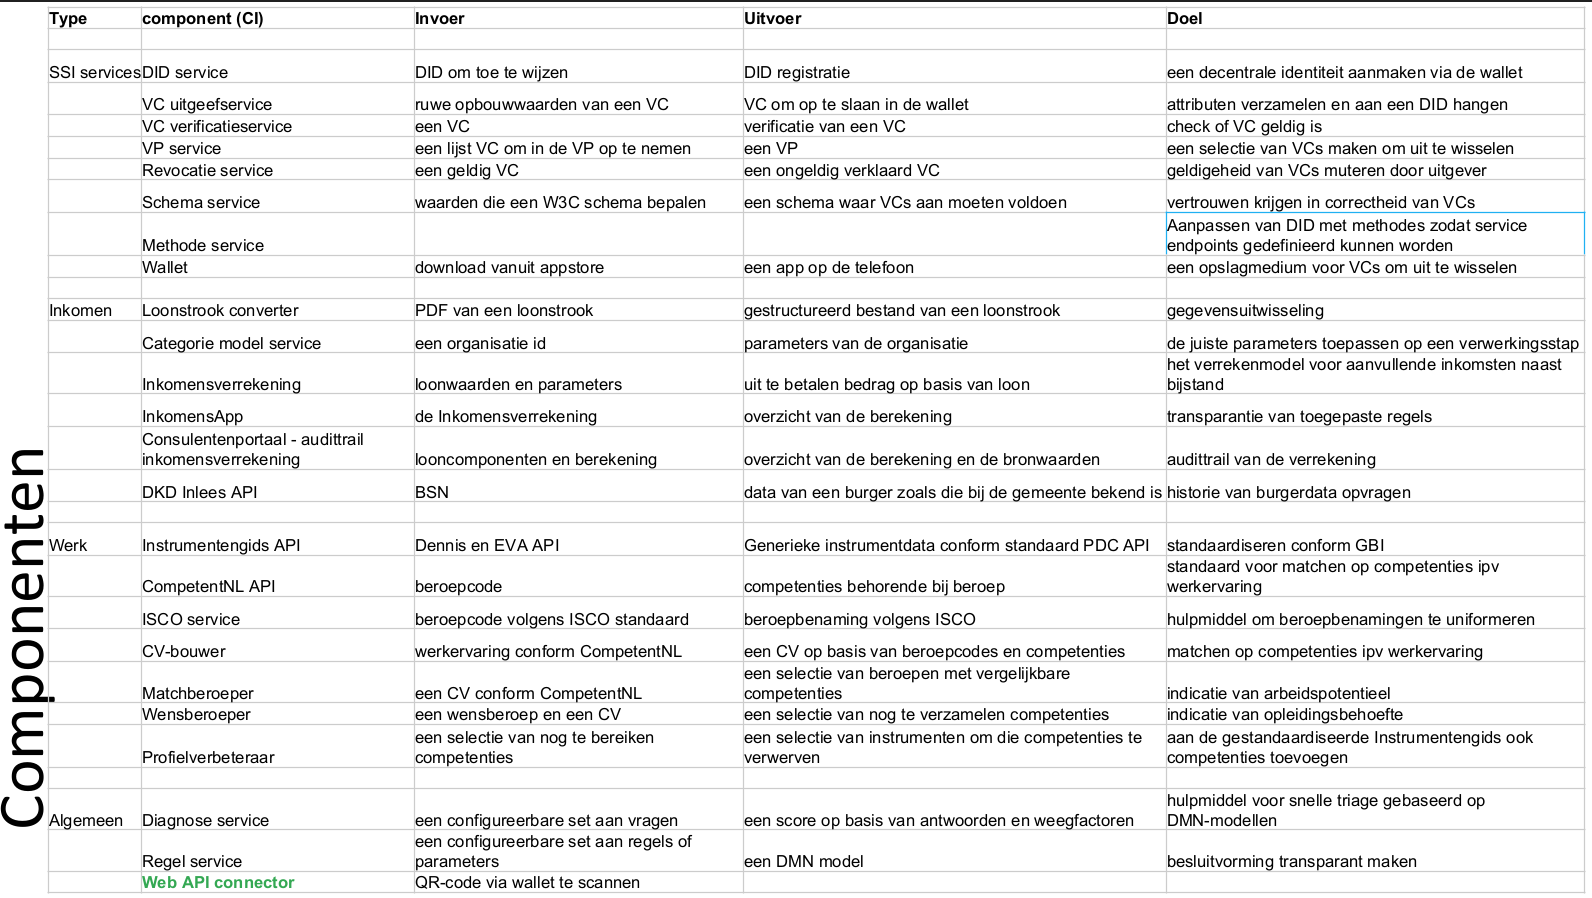 Componenten
Type component (CI) Invoer Uitvoer Doel
SSI services DID service DID om toe te wijzen DID registratie een decentrale identiteit aanmaken via de wallet
VC uitgeefservice ruwe opbouwwaarden van een VC VC om op te slaan in de wallet attributen verzamelen en aan een DID hangen
VC verificatieservice een VC verificatie van een VC check of VC geldig is
VP service een lijst VC om in de VP op te nemen een VP een selectie van VCs maken om uit te wisselen
Revocatie service een geldig VC een ongeldig verklaard VC geldigeheid van VCs muteren door uitgever
Schema service waarden die een W3C schema bepalen een schema waar VCs aan moeten voldoen vertrouwen krijgen in correctheid van VCs
Aanpassen van DID met methodes zodat service
Methode service endpoints gedefinieerd kunnen worden
Wallet download vanuit appstore een app op de telefoon een opslagmedium voor VCs om uit te wisselen
Inkomen Loonstrook converter PDF van een loonstrook gestructureerd bestand van een loonstrook gegevensuitwisseling
Categorie model service een organisatie id parameters van de organisatie de juiste parameters toepassen op een verwerkingsstap
het verrekenmodel voor aanvullende inkomsten naast
Inkomensverrekening loonwaarden en parameters uit te betalen bedrag op basis van loon bijstand
InkomensApp de Inkomensverrekening overzicht van de berekening transparantie van toegepaste regels
Consulentenportaal - audittrail
inkomensverrekening looncomponenten en berekening overzicht van de berekening en de bronwaarden audittrail van de verrekening
DKD Inlees API BSN data van een burger zoals die bij de gemeente bekend is historie van burgerdata opvragen
Werk Instrumentengids API Dennis en EVA API Generieke instrumentdata conform standaard PDC API standaardiseren conform GBI
standaard voor matchen op competenties ipv
CompetentNL API beroepcode competenties behorende bij beroep werkervaring
ISCO service beroepcode volgens ISCO standaard beroepbenaming volgens ISCO hulpmiddel om beroepbenamingen te uniformeren
CV-bouwer werkervaring conform CompetentNL een CV op basis van beroepcodes en competenties matchen op competenties ipv werkervaring
een selectie van beroepen met vergelijkbare
Matchberoeper een CV conform CompetentNL competenties indicatie van arbeidspotentieel
Wensberoeper een wensberoep en een CV een selectie van nog te verzamelen competenties indicatie van opleidingsbehoefte
een selectie van nog te bereiken een selectie van instrumenten om die competenties te aan de gestandaardiseerde Instrumentengids ook
Profielverbeteraar competenties verwerven competenties toevoegen
hulpmiddel voor snelle triage gebaseerd op
Algemeen Diagnose service een configureerbare set aan vragen een score op basis van antwoorden en weegfactoren DMN-modellen
een configureerbare set aan regels of
Regel service parameters een DMN model besluitvorming transparant maken
Web API connector QR-code via wallet te scannen